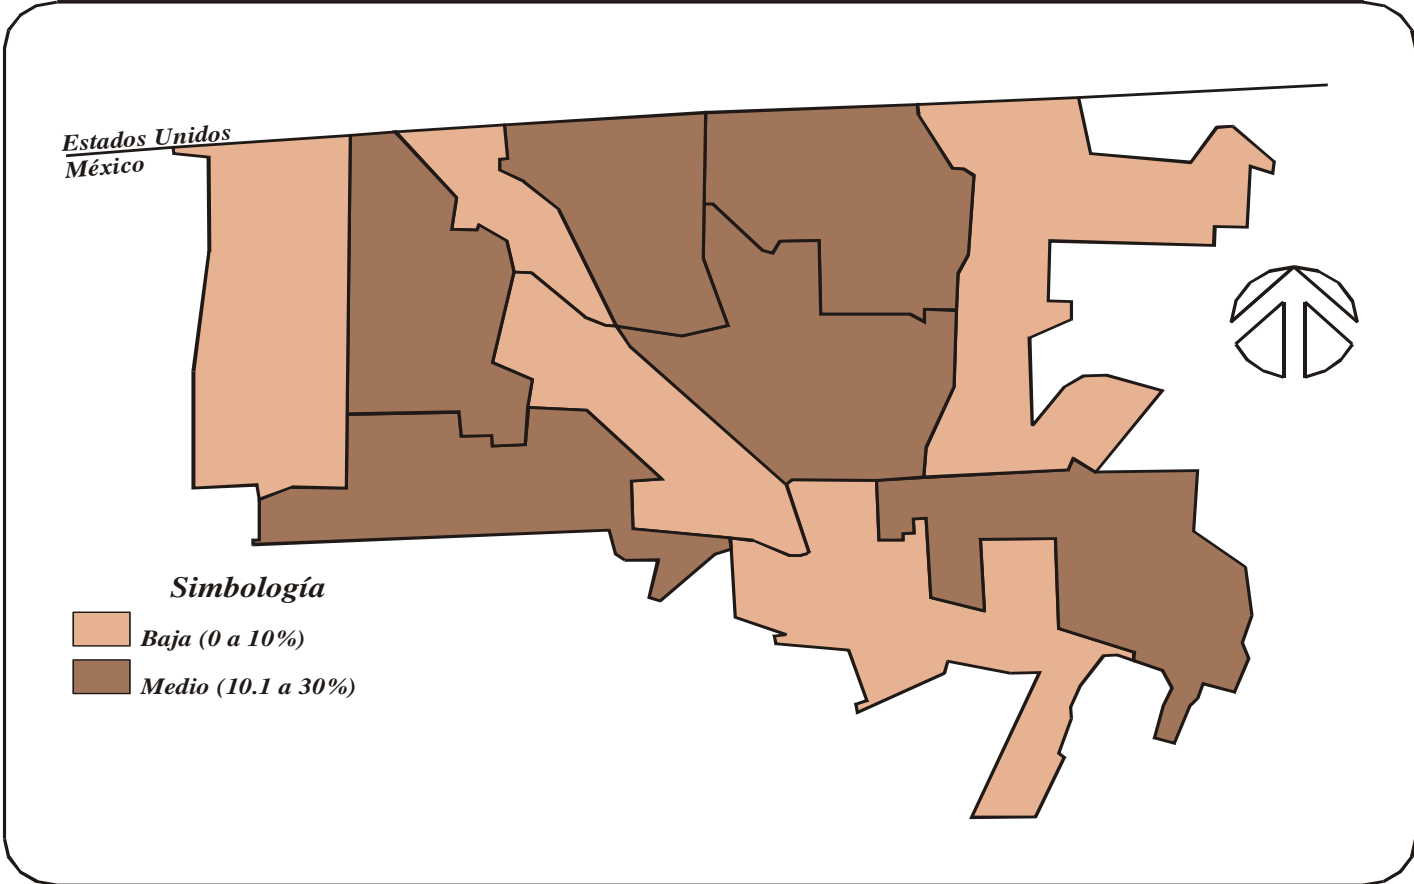 Estados Unidos
México
Simbología
Baja (0 a 10%)
Medio (10.1 a 30%)